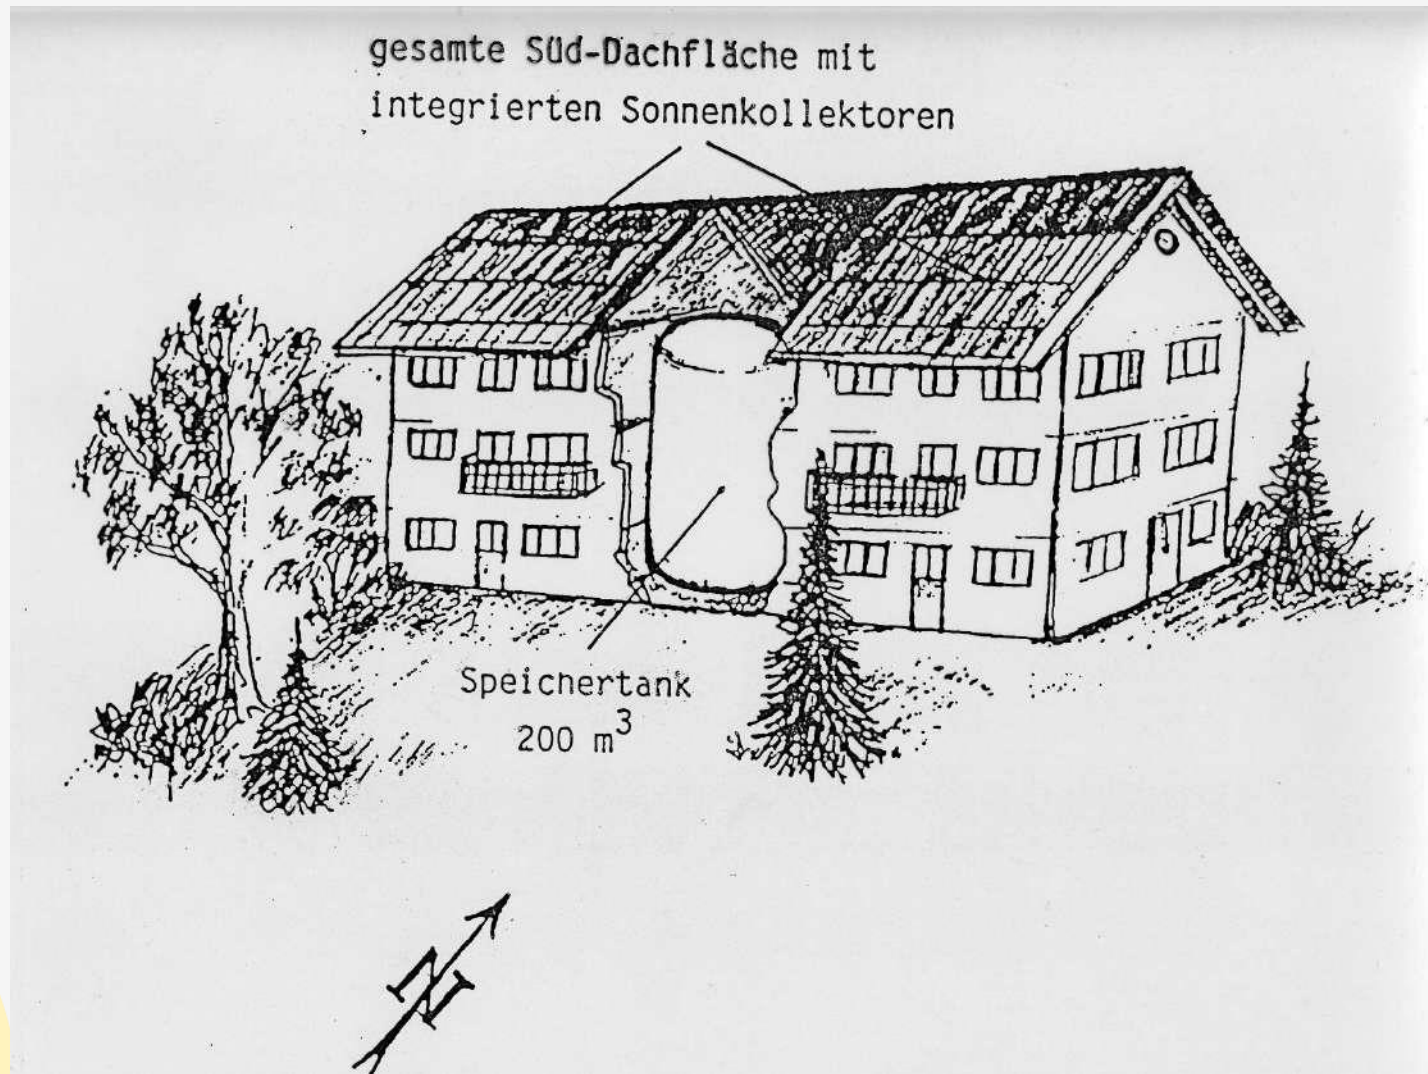 gesamte Süd-Dachfläche mit
integrierten Sonnenkollektoren
Speichertank
200 m³
N